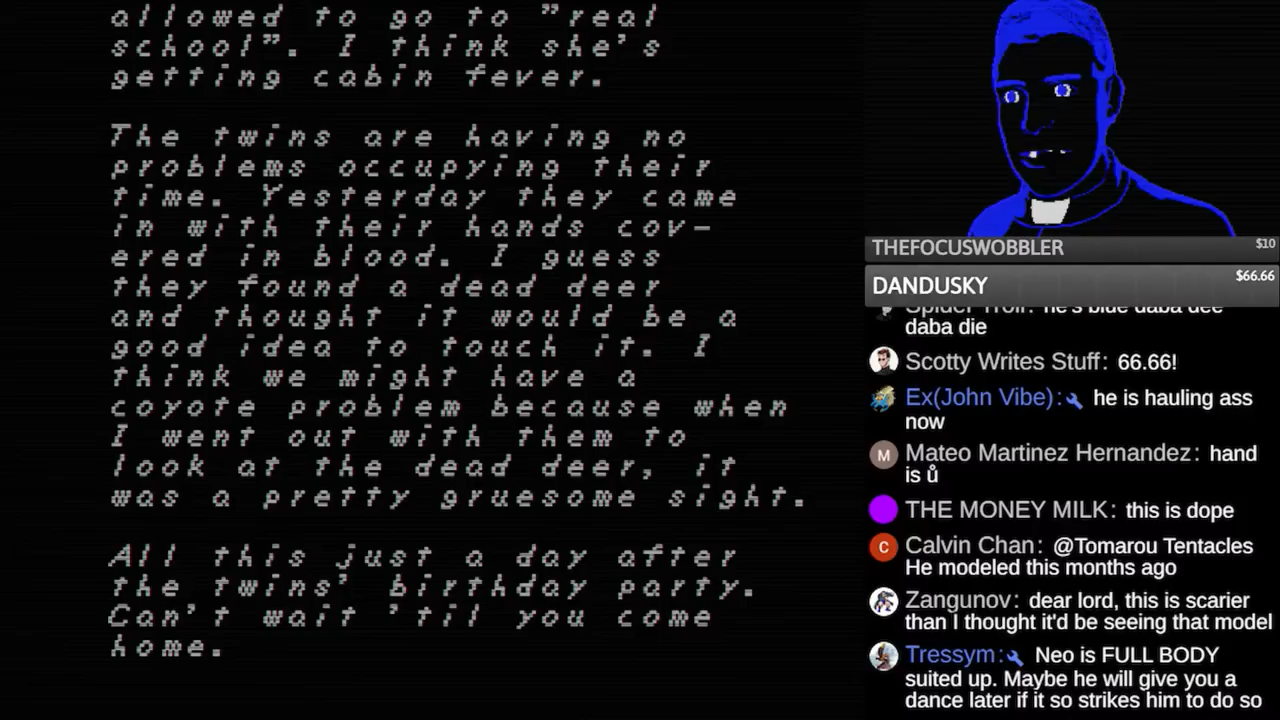 allowed to go to "real
school". I think she's
getting cabin fever.
The twins are having no
problems occupying their
time. Yesterday they came
in with their hands cov-
ered in blood. I guess
they found a dead deer
and thought it would be a
good idea to touch it. I
think we might have a
coyote problem because when
I went out with them to
look at the dead deer, it
was a pretty gruesome sight.
All this just a day after
the twins' birthday party.
Can't wait 'til you come
home.
THEFOCUSWOBBLER $10
DANDUSKY $66.66
Spider Troll: he's blue daba dee
daba die
Scotty Writes Stuff: 66.66!
Ex(John Vibe): he is hauling ass
now
M Mateo Martinez Hernandez: hand
is ů
THE MONEY MILK: this is dope
C Calvin Chan: @Tomarou Tentacles
He modeled this months ago
Zangunov: dear lord, this is scarier
than I thought it'd be seeing that model
Tressym: Neo is FULL BODY
suited up. Maybe he will give you a
dance later if it so strikes him to do so